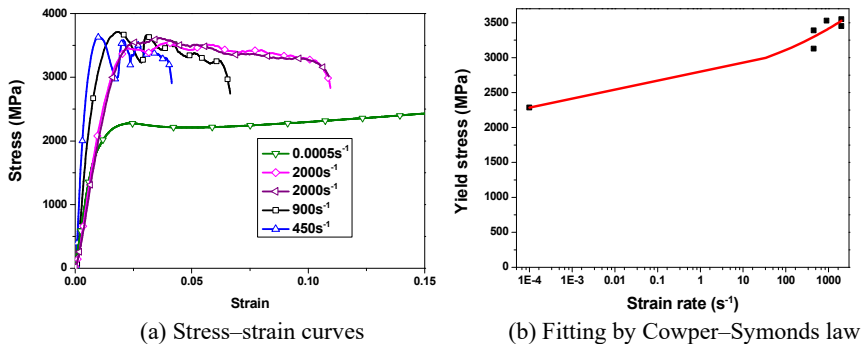 (a)
4000
3000
2000
1000
0
Stress (MPa)
0.0005s⁻¹
2000s⁻¹
2000s⁻¹
900s⁻¹
450s⁻¹
0.00
0.05
0.10
0.15
Strain
(a) Stress–strain curves
3500
3000
2500
2000
1500
1000
500
0
Yield stress (MPa)
1E-4
1E-3
0.01
0.1
1
10
100
1000
Strain rate (s⁻¹)
(b) Fitting by Cowper–Symonds law